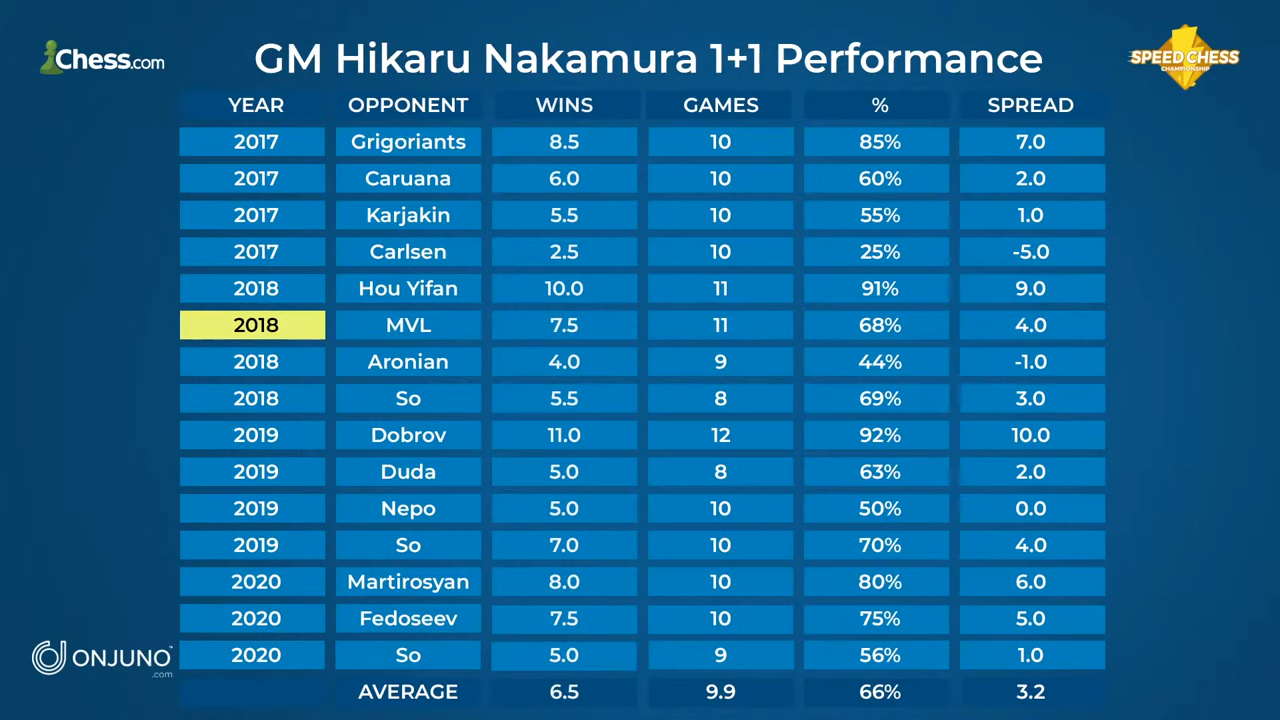 Chess.com
GM Hikaru Nakamura 1+1 Performance
SPEED CHESS
CHAMPIONSHIP
YEAR OPPONENT WINS GAMES % SPREAD
2017 Grigoriants 8.5 10 85% 7.0
2017 Caruana 6.0 10 60% 2.0
2017 Karjakin 5.5 10 55% 1.0
2017 Carlsen 2.5 10 25% -5.0
2018 Hou Yifan 10.0 11 91% 9.0
2018 MVL 7.5 11 68% 4.0
2018 Aronian 4.0 9 44% -1.0
2018 So 5.5 8 69% 3.0
2019 Dobrov 11.0 12 92% 10.0
2019 Duda 5.0 8 63% 2.0
2019 Nepo 5.0 10 50% 0.0
2019 So 7.0 10 70% 4.0
2020 Martirosyan 8.0 10 80% 6.0
2020 Fedoseev 7.5 10 75% 5.0
2020 So 5.0 9 56% 1.0
AVERAGE 6.5 9.9 66% 3.2
ONJUNO™
.com